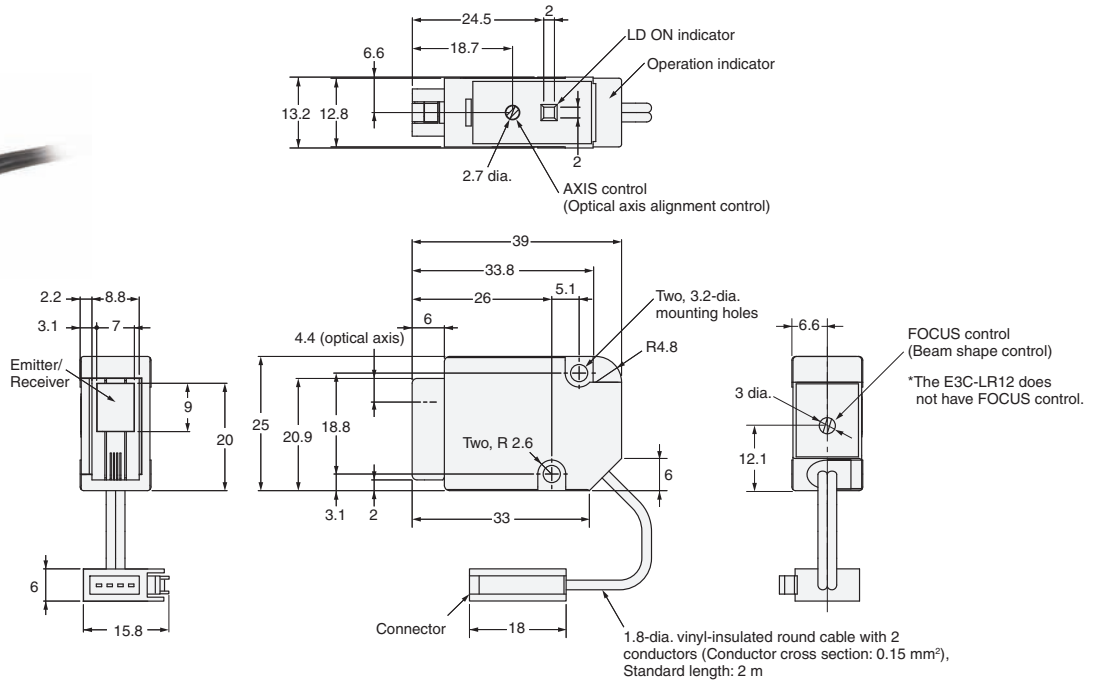 24.5
2
18.7
6.6
LD ON indicator
Operation indicator
13.2
12.8
2
2.7 dia.
AXIS control
(Optical axis alignment control)
39
33.8
26
5.1
6
2.2
8.8
3.1
7
4.4 (optical axis)
Two, 3.2-dia.
mounting holes
R4.8
Emitter/
Receiver
9
20
25
20.9
18.8
Two, R 2.6
6
3.1
2
33
6.6
FOCUS control
(Beam shape control)
*The E3C-LR12 does
not have FOCUS control.
3 dia.
12.1
6
15.8
Connector
18
1.8-dia. vinyl-insulated round cable with 2
conductors (Conductor cross section: 0.15 mm²),
Standard length: 2 m